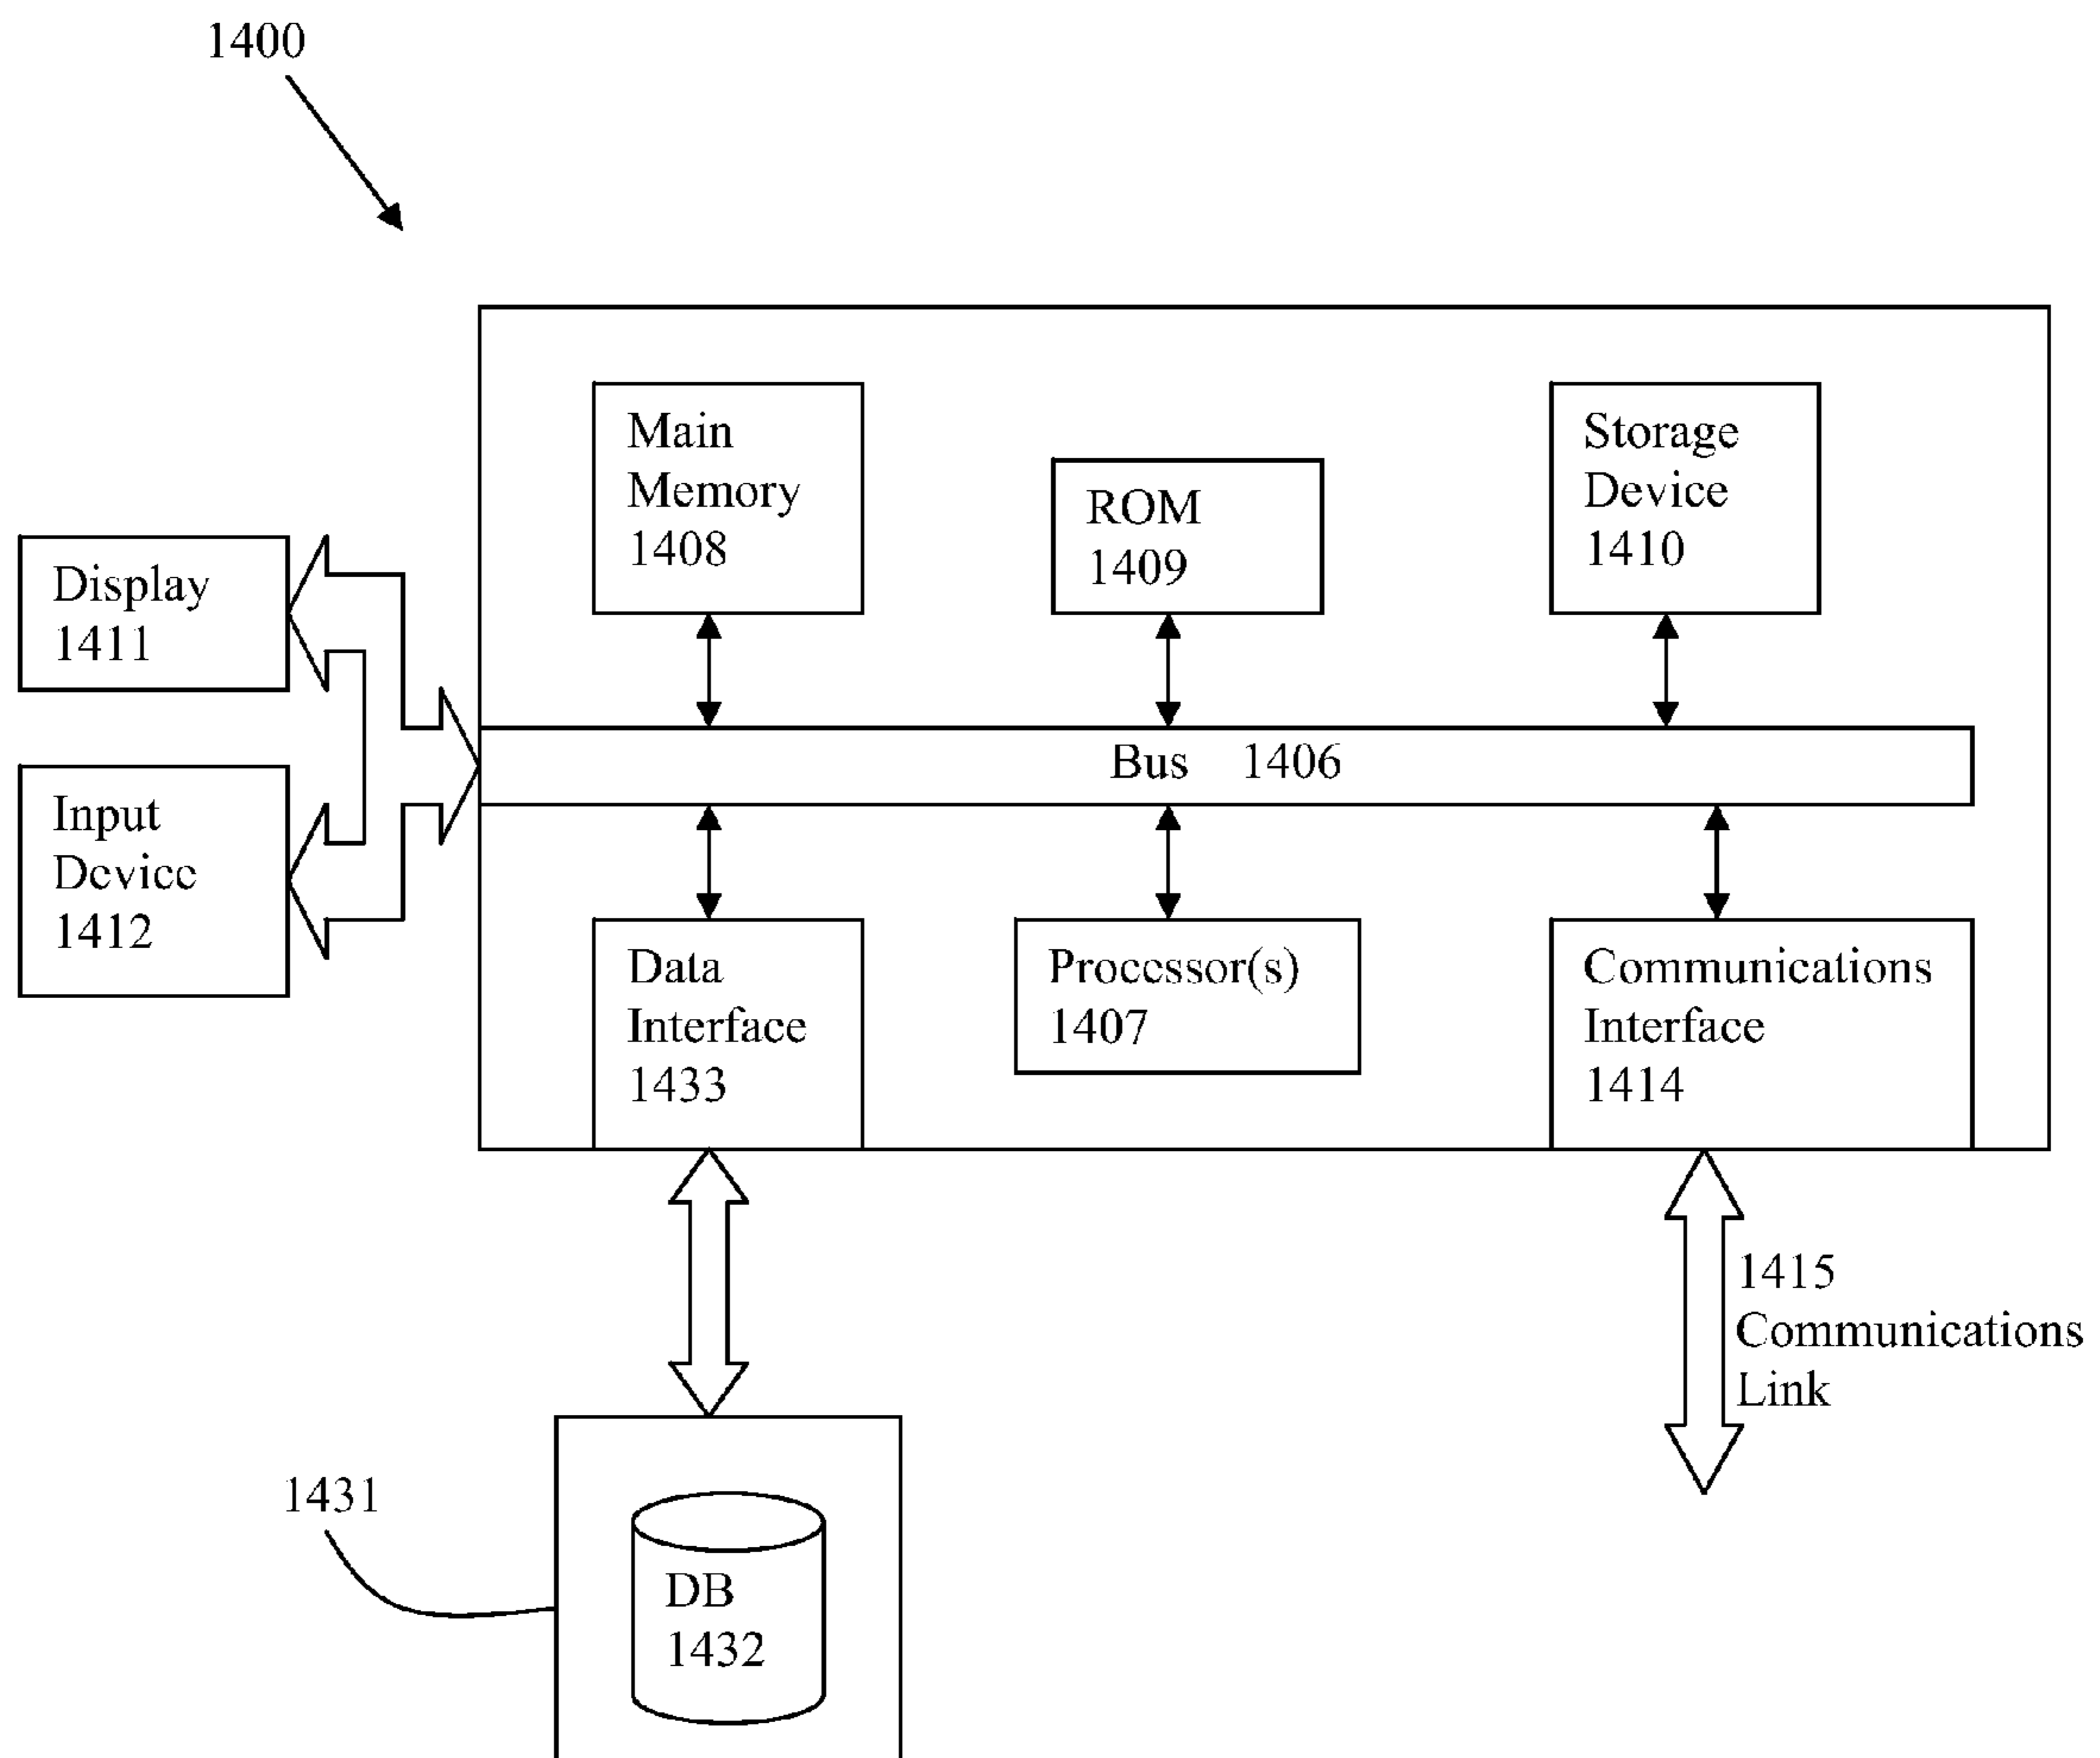 1400
Main
Memory
1408
ROM
1409
Storage
Device
1410
Display
1411
Bus 1406
Input
Device
1412
Data
Interface
1433
Processor(s)
1407
Communications
Interface
1414
1415
Communications
Link
1431
DB
1432